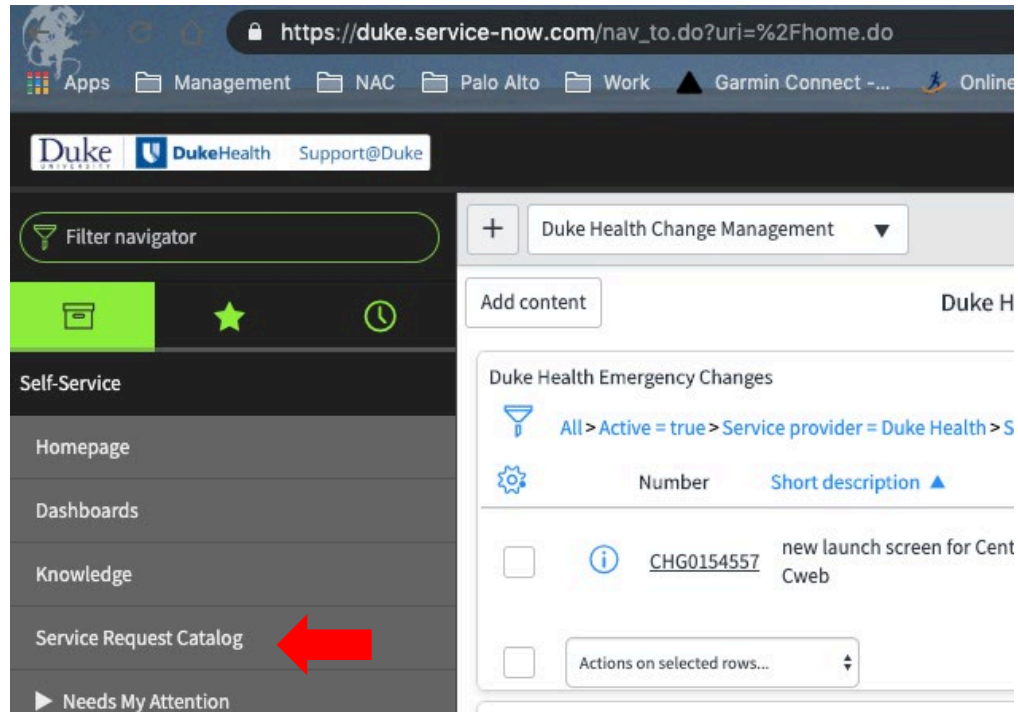 https://duke.service-now.com/nav_to.do?uri=%2Fhome.do
Apps Management NAC Palo Alto Work Garmin Connect -... Online
Duke UNIVERSITY DukeHealth Support@Duke
Filter navigator
+ Duke Health Change Management
Add content Duke H
Self-Service
Duke Health Emergency Changes
All > Active = true > Service provider = Duke Health > S
Homepage
Number Short description
Dashboards
CHG0154557 new launch screen for Cent
Cweb
Knowledge
Service Request Catalog
Actions on selected rows...
Needs My Attention